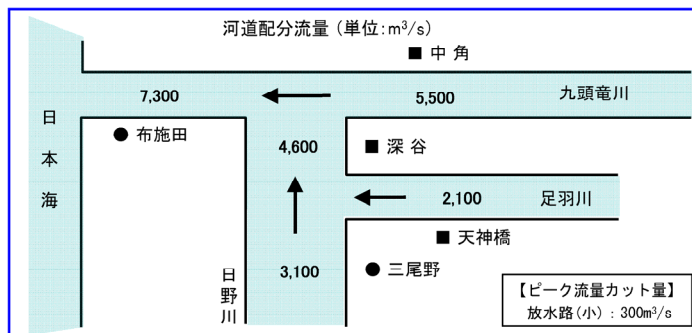 河道配分流量 (単位:m³/s)
■ 中 角
7,300
5,500
九頭竜川
日本海
● 布施田
4,600
■ 深 谷
2,100
足羽川
■ 天神橋
3,100
● 三尾野
日野川
【ピーク流量カット量】
放水路(小) : 300m³/s